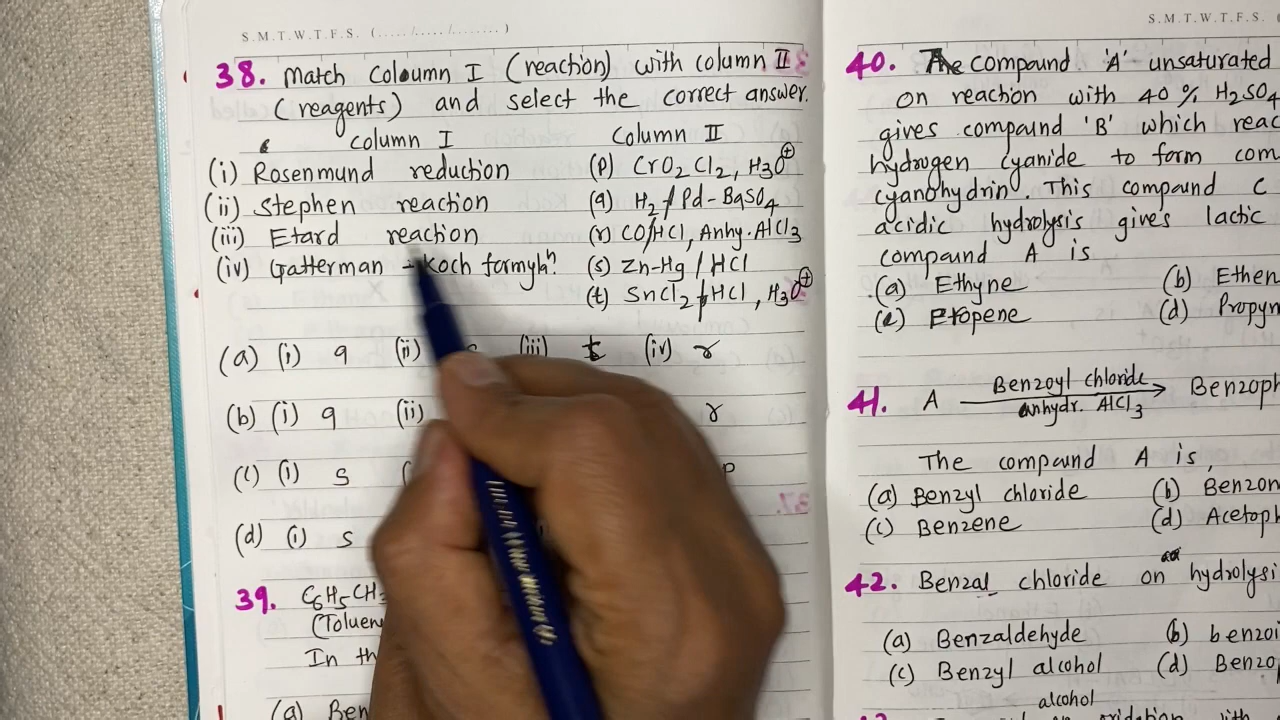 S.M.T.W.T.F.S. (...../...../........)
38. Match Coloumn I (reaction) with column II
(reagents) and select the correct answer.
column I Column II
(i) Rosenmund reduction (p) CrO2Cl2, H3O⊕
(ii) Stephen reaction (q) H2/Pd-BaSO4
(iii) Etard reaction (r) CO/HCl, Anhy. AlCl3
(iv) Gatterman - Koch formylⁿ. (s) Zn-Hg/HCl
(t) SnCl2/HCl, H3O⊕
(a) (i) q (ii) (iii) t (iv) r
(b) (i) q (ii) r
(c) (i) s p
(d) (i) s
39. C6H5CH3
(Toluene
In th
(a) Ben
S.M.T.W.T.F.S. (
40. The compound 'A' unsaturated
on reaction with 40% H2SO4
gives compound 'B' which reac
hydrogen cyanide to form com
cyanohydrin. This compound C
acidic hydrolysis gives lactic
compound A is
(a) Ethyne (b) Ethen
(c) Propene (d) Propyn
41. A Benzoyl chloride → Benzoph
anhydr. AlCl3
The compound A is,
(a) Benzyl chloride (b) Benzon
(c) Benzene (d) Acetoph
42. Benzal chloride on hydrolysi
(a) Benzaldehyde (b) benzoi
(c) Benzyl alcohol (d) Benzo
alcohol